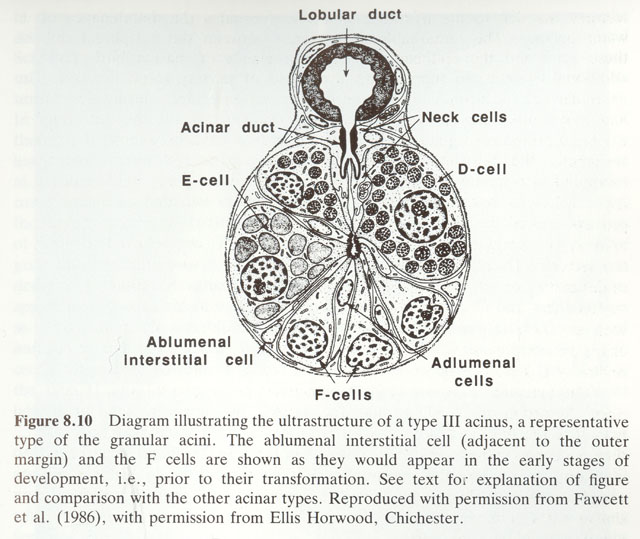 Lobular duct
Acinar duct
Neck cells
E-cell
D-cell
Ablumenal
Interstitial cell
Adlumenal
cells
F-cells
Figure 8.10 Diagram illustrating the ultrastructure of a type III acinus, a representative
type of the granular acini. The ablumenal interstitial cell (adjacent to the outer
margin) and the F cells are shown as they would appear in the early stages of
development, i.e., prior to their transformation. See text for explanation of figure
and comparison with the other acinar types. Reproduced with permission from Fawcett
et al. (1986), with permission from Ellis Horwood, Chichester.